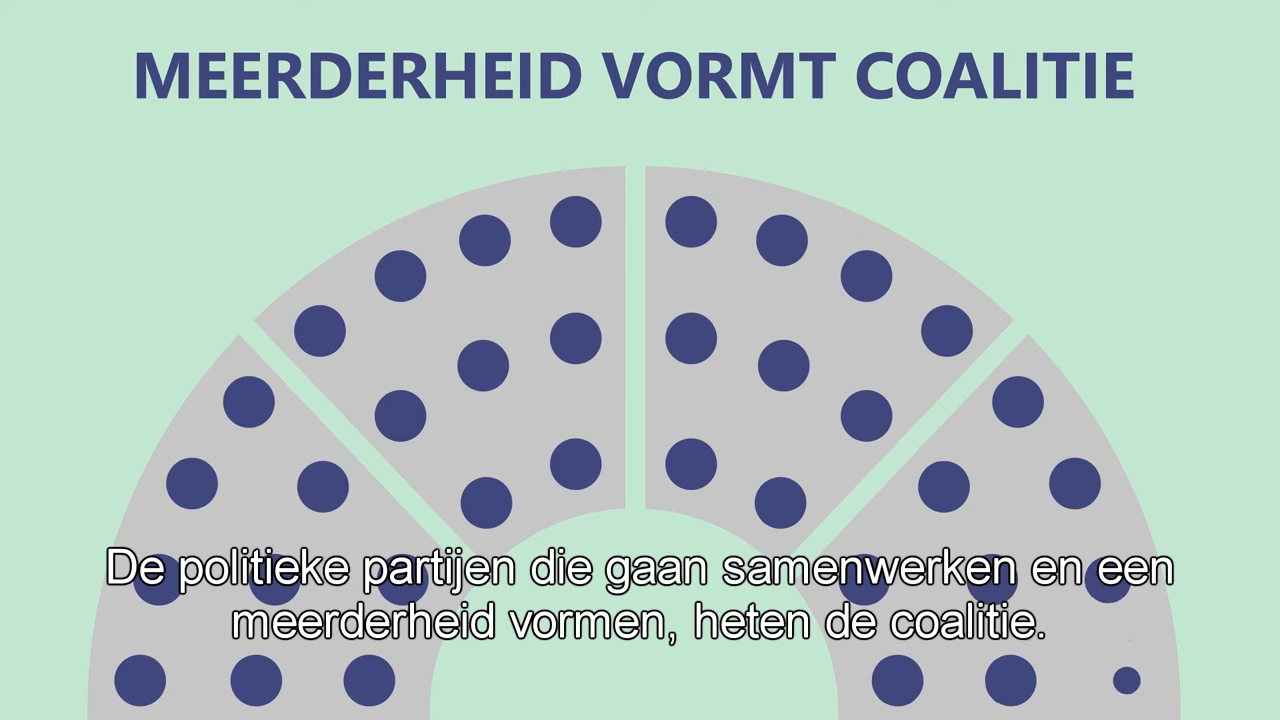 MEERDERHEID VORMT COALITIE
De politieke partijen die gaan samenwerken en een
meerderheid vormen, heten de coalitie.